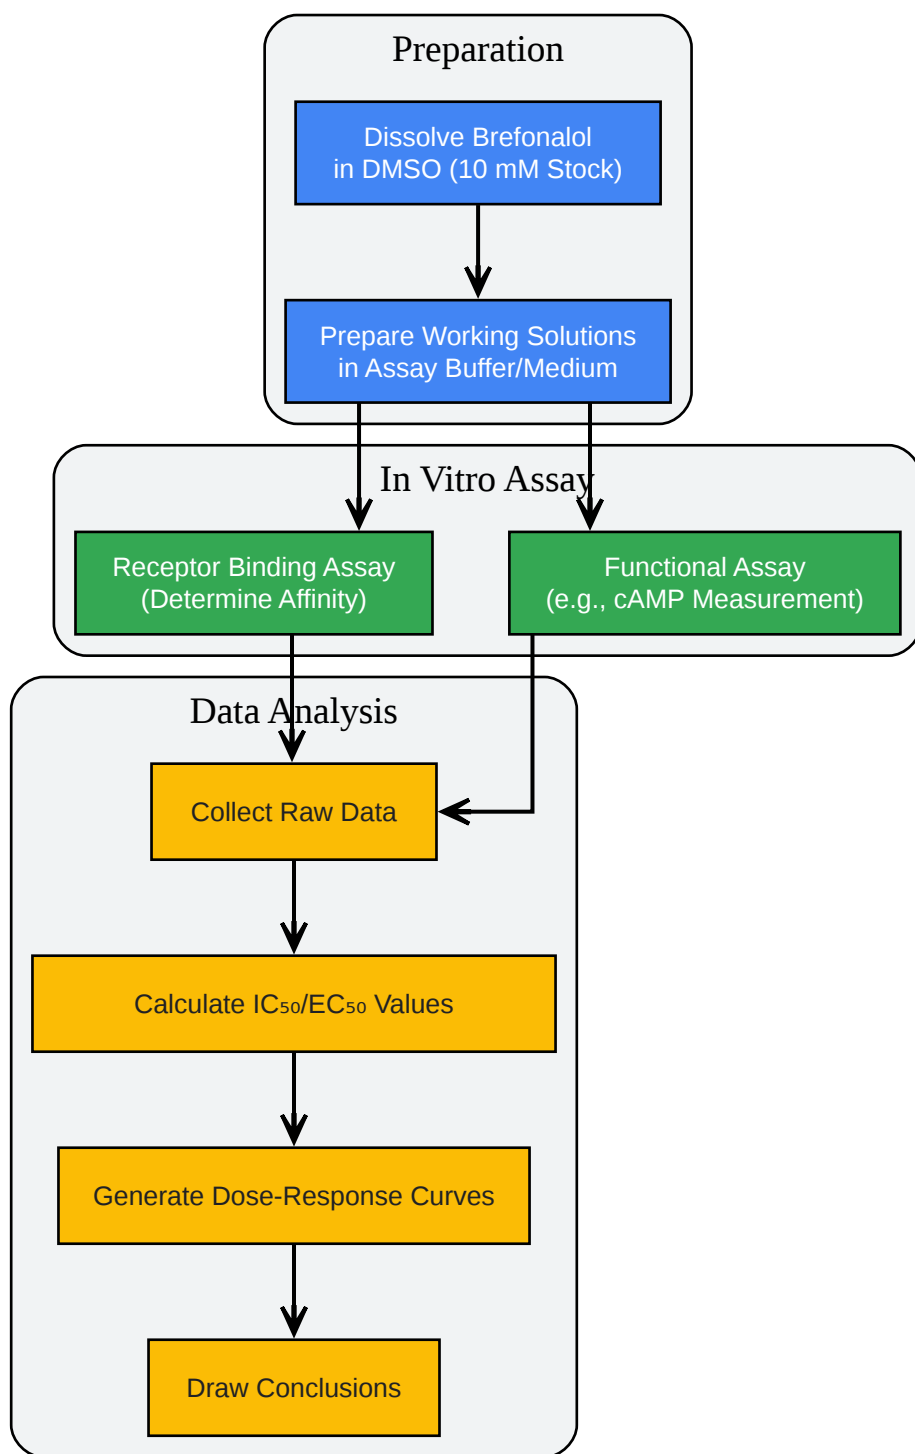 Preparation
Dissolve Brefonalol
in DMSO (10 mM Stock)
Prepare Working Solutions
in Assay Buffer/Medium
In Vitro Assay
Receptor Binding Assay
(Determine Affinity)
Functional Assay
(e.g., cAMP Measurement)
Data Analysis
Collect Raw Data
Calculate IC₅₀/EC₅₀ Values
Generate Dose-Response Curves
Draw Conclusions